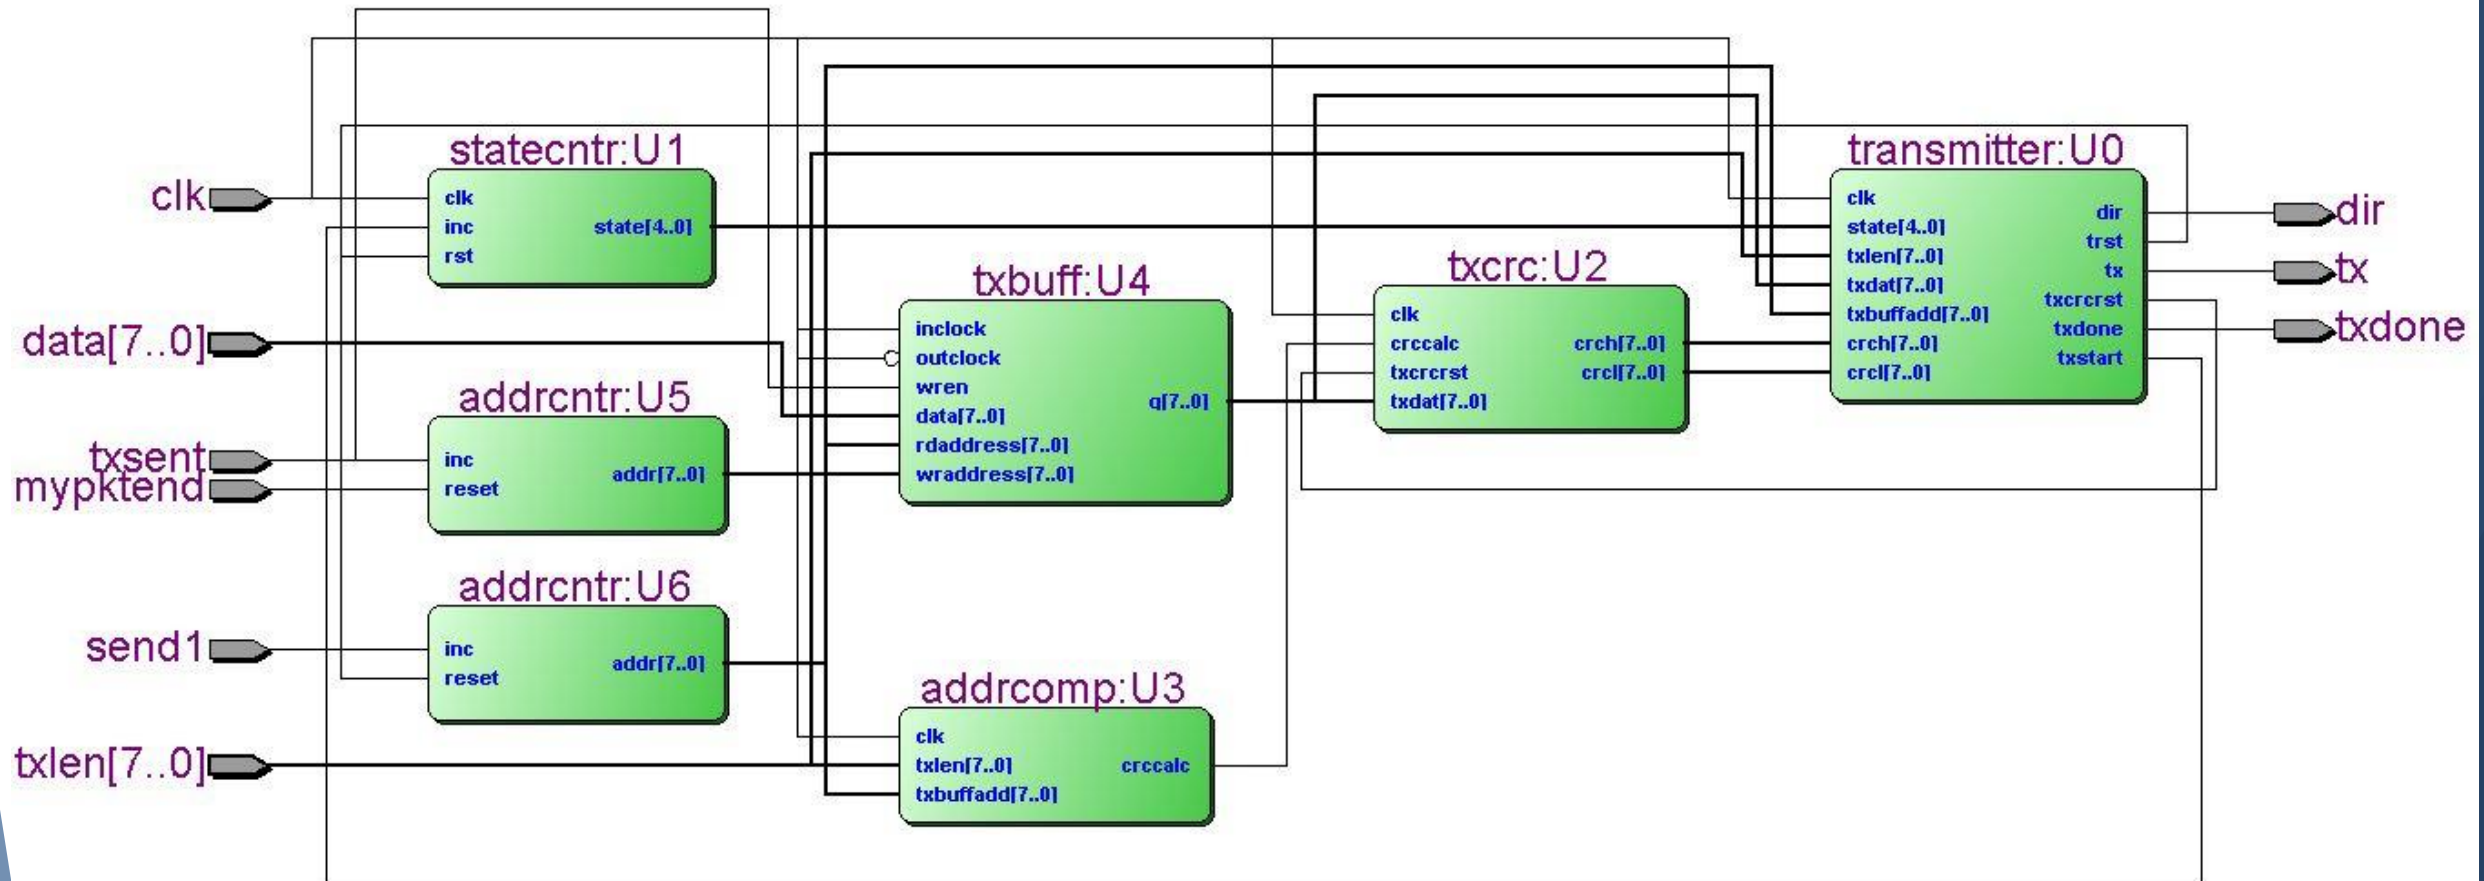 statecntr:U1
clk
clk
inc
state[4..0]
rst
data[7..0]
addrcntr:U5
txsent
mypktend
inc
addr[7..0]
reset
addrcntr:U6
send1
inc
addr[7..0]
reset
txlen[7..0]
txbuff:U4
inclock
outclock
wren
data[7..0]
q[7..0]
rdaddress[7..0]
wraddress[7..0]
addrcomp:U3
clk
txlen[7..0]
crccalc
txbuffadd[7..0]
txcrc:U2
clk
crccalc
crch[7..0]
txcrcrst
crcl[7..0]
txdat[7..0]
transmitter:U0
clk
dir
state[4..0]
trst
txlen[7..0]
tx
txdat[7..0]
txcrcrst
txbuffadd[7..0]
txdone
crch[7..0]
txstart
crcl[7..0]
dir
tx
txdone